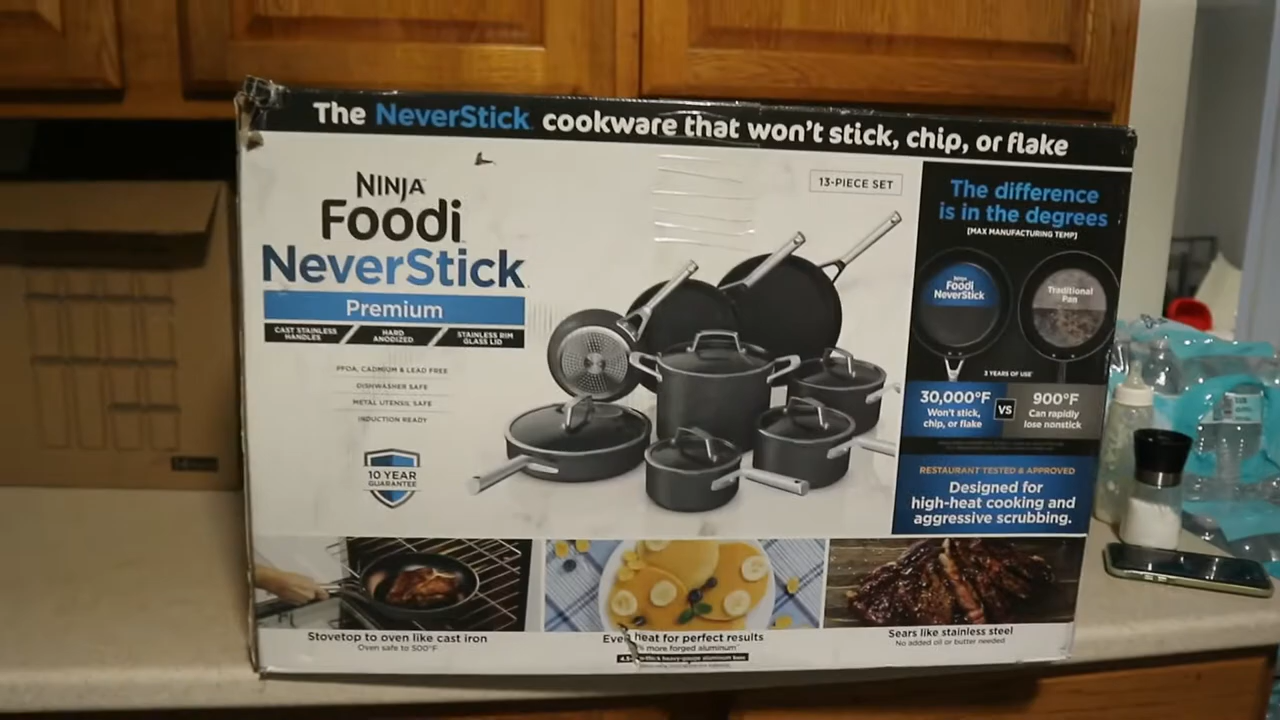 The NeverStick cookware that won't stick, chip, or flake
NINJA
Foodi
NeverStick
Premium
CAST STAINLESS HANDLES
HARD ANODIZED
STAINLESS RIM GLASS LID
PFOA, CADMIUM & LEAD FREE
DISHWASHER SAFE
METAL UTENSIL SAFE
INDUCTION READY
10 YEAR
GUARANTEE
13-PIECE SET
The difference
is in the degrees
[MAX MANUFACTURING TEMP]
NINJA
Foodi
NeverStick
Traditional
Pan
3 YEARS OF USE
30,000°F
Won't stick,
chip, or flake
VS
900°F
Can rapidly
lose nonstick
RESTAURANT TESTED & APPROVED
Designed for
high-heat cooking and
aggressive scrubbing.
Stovetop to oven like cast iron
Oven safe to 500°F
Even heat for perfect results
more forged aluminum
heavy-gauge aluminum base
Sears like stainless steel
No added oil or butter needed